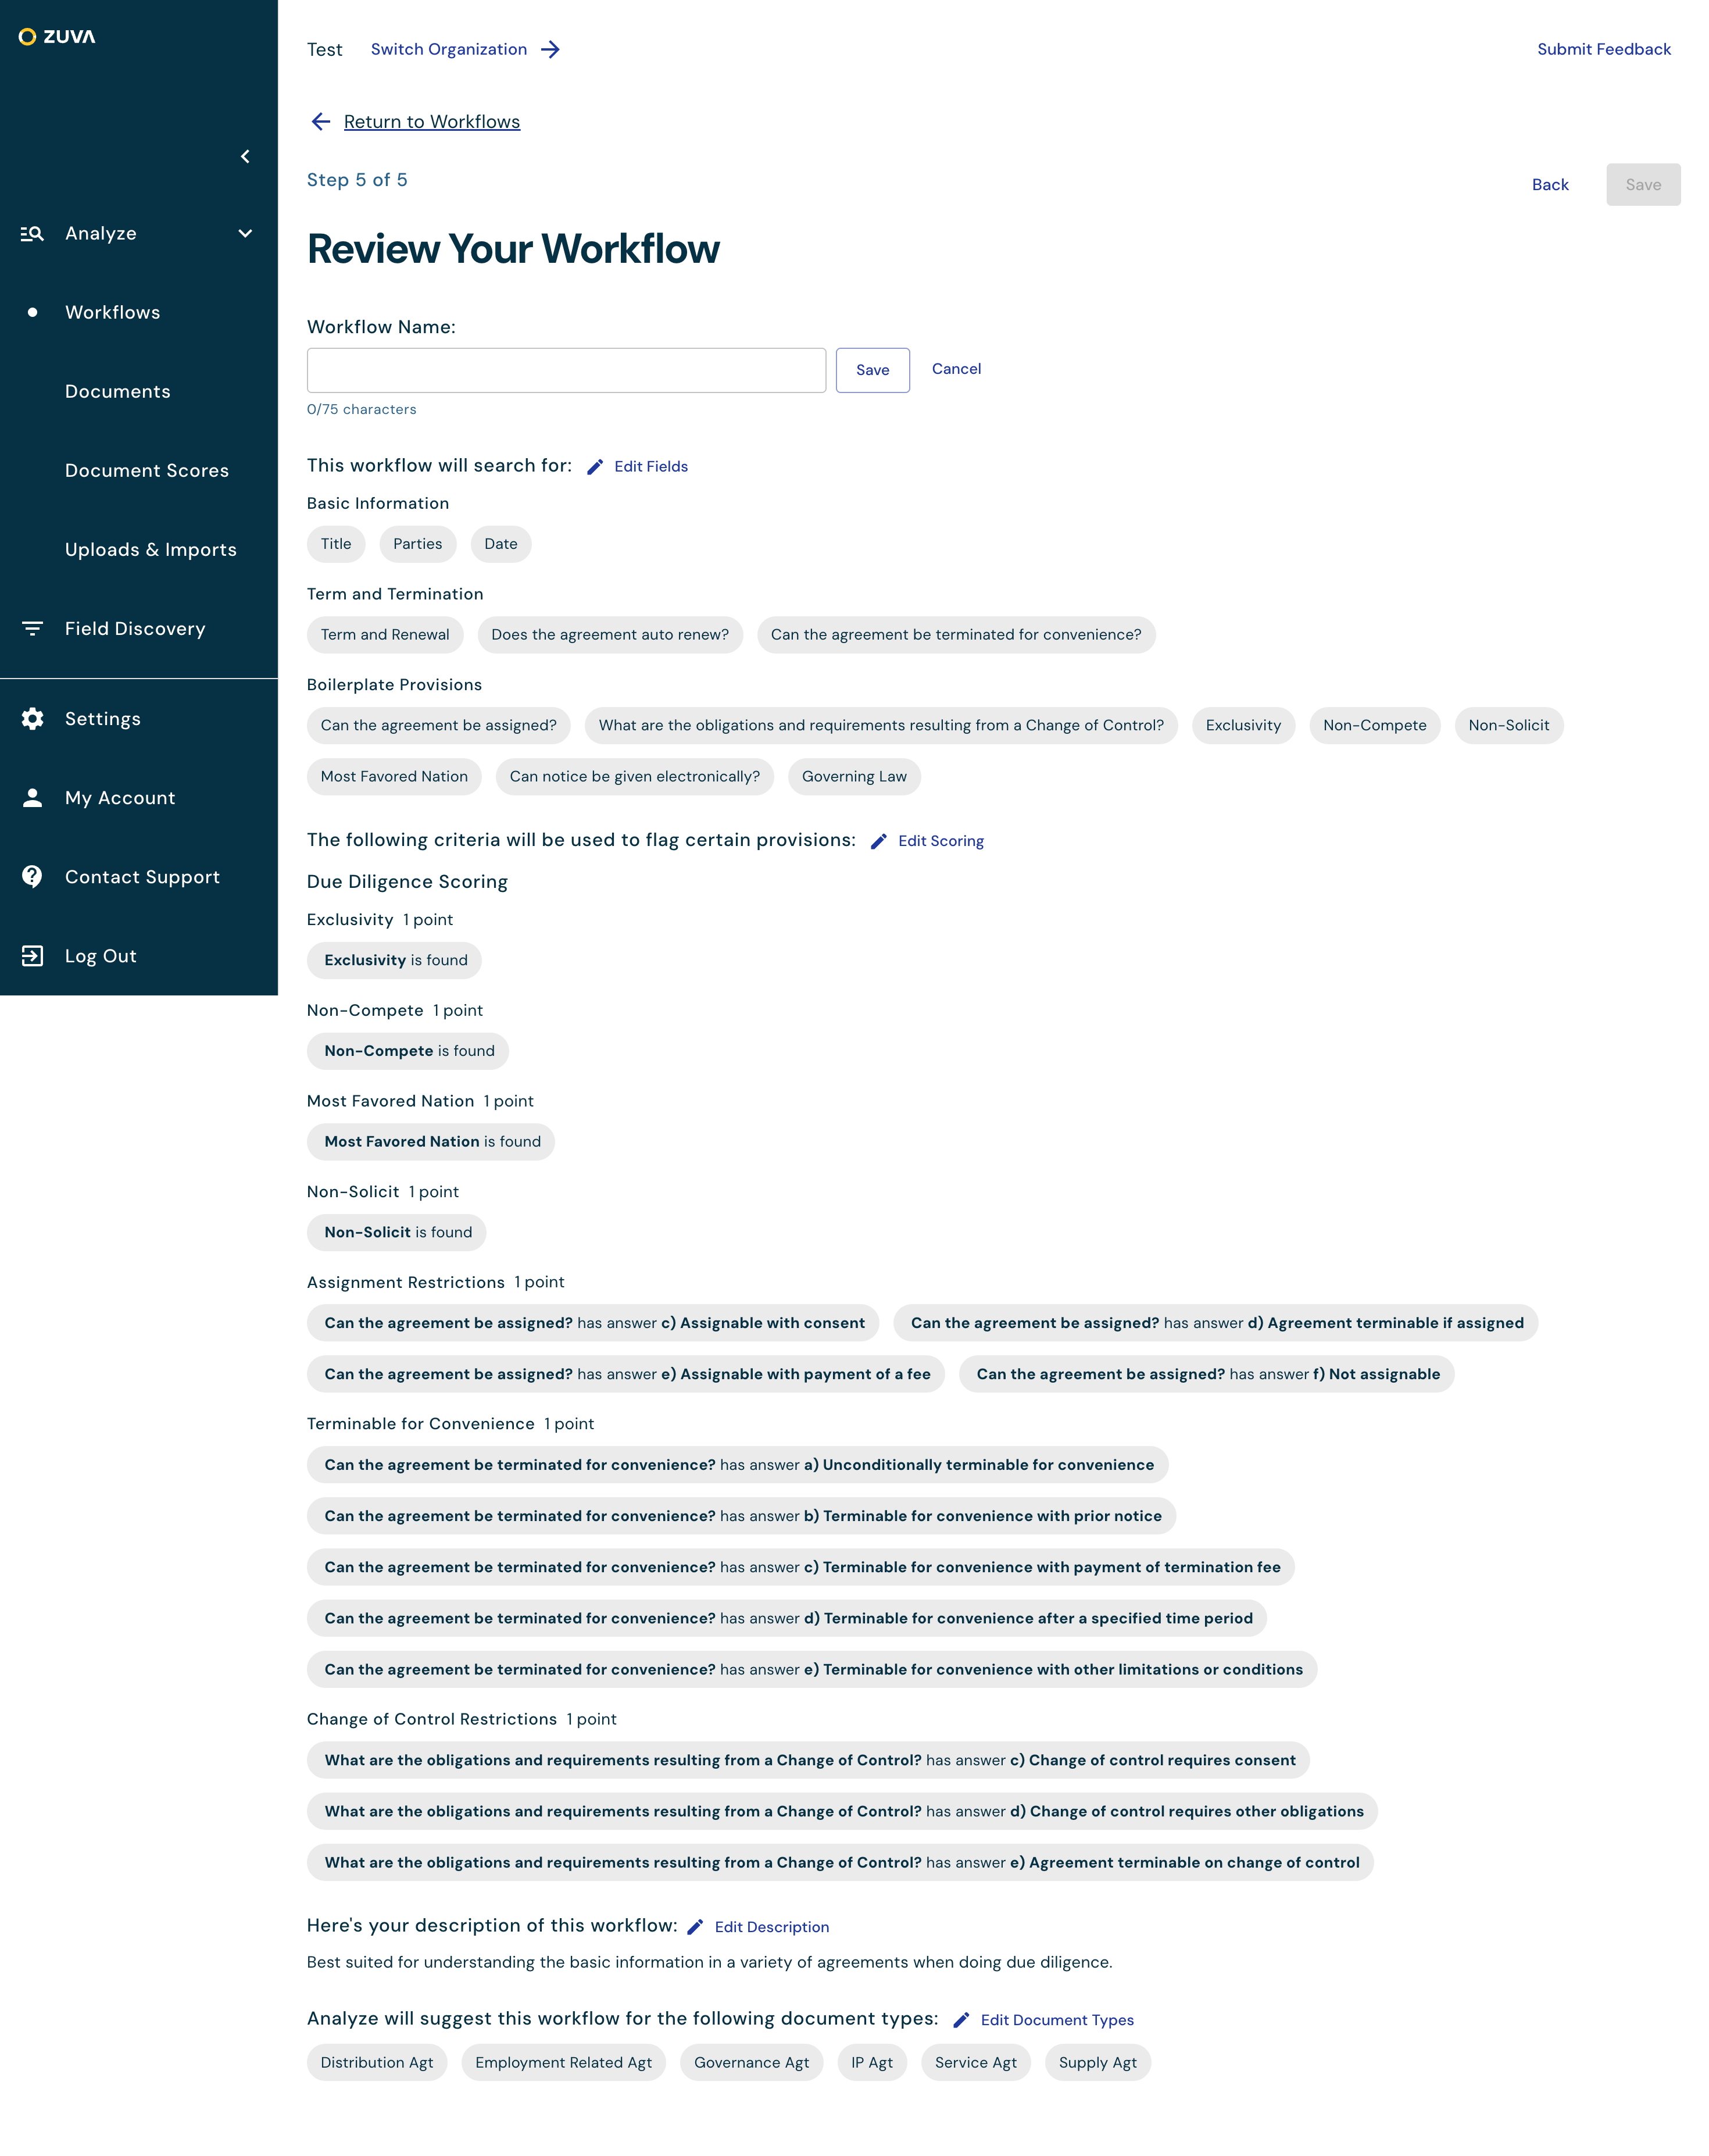 ZUVA
Test Switch Organization Submit Feedback
Return to Workflows
Step 5 of 5 Back Save
Analyze
Workflows
Documents
Document Scores
Uploads & Imports
Field Discovery
Settings
My Account
Contact Support
Log Out
Review Your Workflow
Workflow Name:
Save Cancel
0/75 characters
This workflow will search for: Edit Fields
Basic Information
Title Parties Date
Term and Termination
Term and Renewal Does the agreement auto renew? Can the agreement be terminated for convenience?
Boilerplate Provisions
Can the agreement be assigned? What are the obligations and requirements resulting from a Change of Control? Exclusivity Non-Compete Non-Solicit
Most Favored Nation Can notice be given electronically? Governing Law
The following criteria will be used to flag certain provisions: Edit Scoring
Due Diligence Scoring
Exclusivity 1 point
Exclusivity is found
Non-Compete 1 point
Non-Compete is found
Most Favored Nation 1 point
Most Favored Nation is found
Non-Solicit 1 point
Non-Solicit is found
Assignment Restrictions 1 point
Can the agreement be assigned? has answer c) Assignable with consent Can the agreement be assigned? has answer d) Agreement terminable if assigned
Can the agreement be assigned? has answer e) Assignable with payment of a fee Can the agreement be assigned? has answer f) Not assignable
Terminable for Convenience 1 point
Can the agreement be terminated for convenience? has answer a) Unconditionally terminable for convenience
Can the agreement be terminated for convenience? has answer b) Terminable for convenience with prior notice
Can the agreement be terminated for convenience? has answer c) Terminable for convenience with payment of termination fee
Can the agreement be terminated for convenience? has answer d) Terminable for convenience after a specified time period
Can the agreement be terminated for convenience? has answer e) Terminable for convenience with other limitations or conditions
Change of Control Restrictions 1 point
What are the obligations and requirements resulting from a Change of Control? has answer c) Change of control requires consent
What are the obligations and requirements resulting from a Change of Control? has answer d) Change of control requires other obligations
What are the obligations and requirements resulting from a Change of Control? has answer e) Agreement terminable on change of control
Here's your description of this workflow: Edit Description
Best suited for understanding the basic information in a variety of agreements when doing due diligence.
Analyze will suggest this workflow for the following document types: Edit Document Types
Distribution Agt Employment Related Agt Governance Agt IP Agt Service Agt Supply Agt